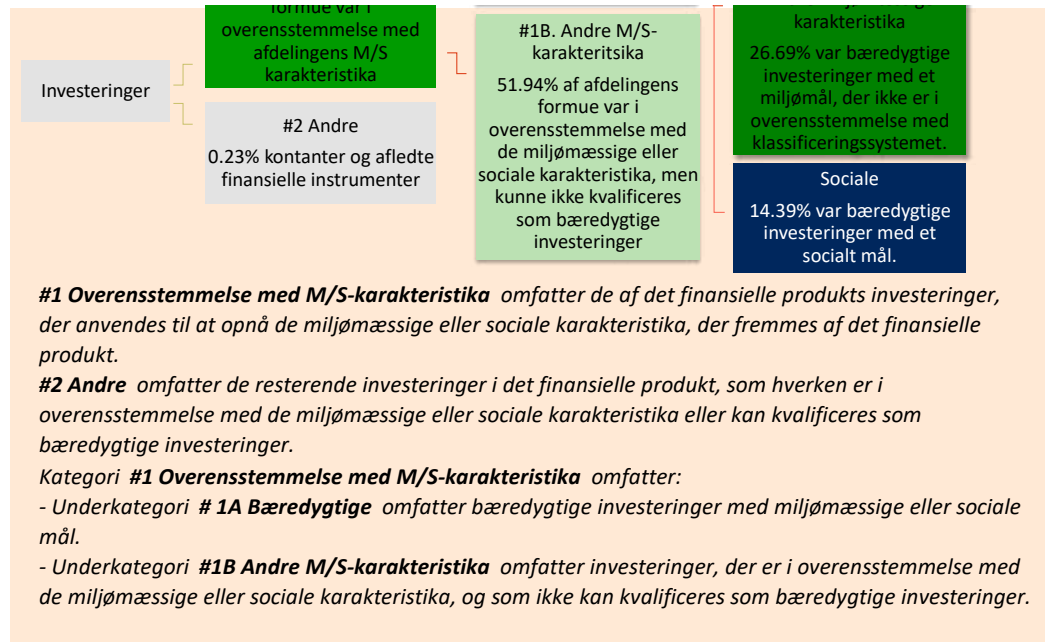 Investeringer
formue var i
overensstemmelse med
afdelingens M/S
karakteristika
#2 Andre
0.23% kontanter og afledte
finansielle instrumenter
#1B. Andre M/S-
karakteritsika
51.94% af afdelingens
formue var i
overensstemmelse med
de miljømæssige eller
sociale karakteristika, men
kunne ikke kvalificeres
som bæredygtige
investeringer
karakteristika
26.69% var bæredygtige
investeringer med et
miljømål, der ikke er i
overensstemmelse med
klassificeringssystemet.
Sociale
14.39% var bæredygtige
investeringer med et
socialt mål.
#1 Overensstemmelse med M/S-karakteristika omfatter de af det finansielle produkts investeringer,
der anvendes til at opnå de miljømæssige eller sociale karakteristika, der fremmes af det finansielle
produkt.
#2 Andre omfatter de resterende investeringer i det finansielle produkt, som hverken er i
overensstemmelse med de miljømæssige eller sociale karakteristika eller kan kvalificeres som
bæredygtige investeringer.
Kategori #1 Overensstemmelse med M/S-karakteristika omfatter:
- Underkategori # 1A Bæredygtige omfatter bæredygtige investeringer med miljømæssige eller sociale
mål.
- Underkategori #1B Andre M/S-karakteristika omfatter investeringer, der er i overensstemmelse med
de miljømæssige eller sociale karakteristika, og som ikke kan kvalificeres som bæredygtige investeringer.